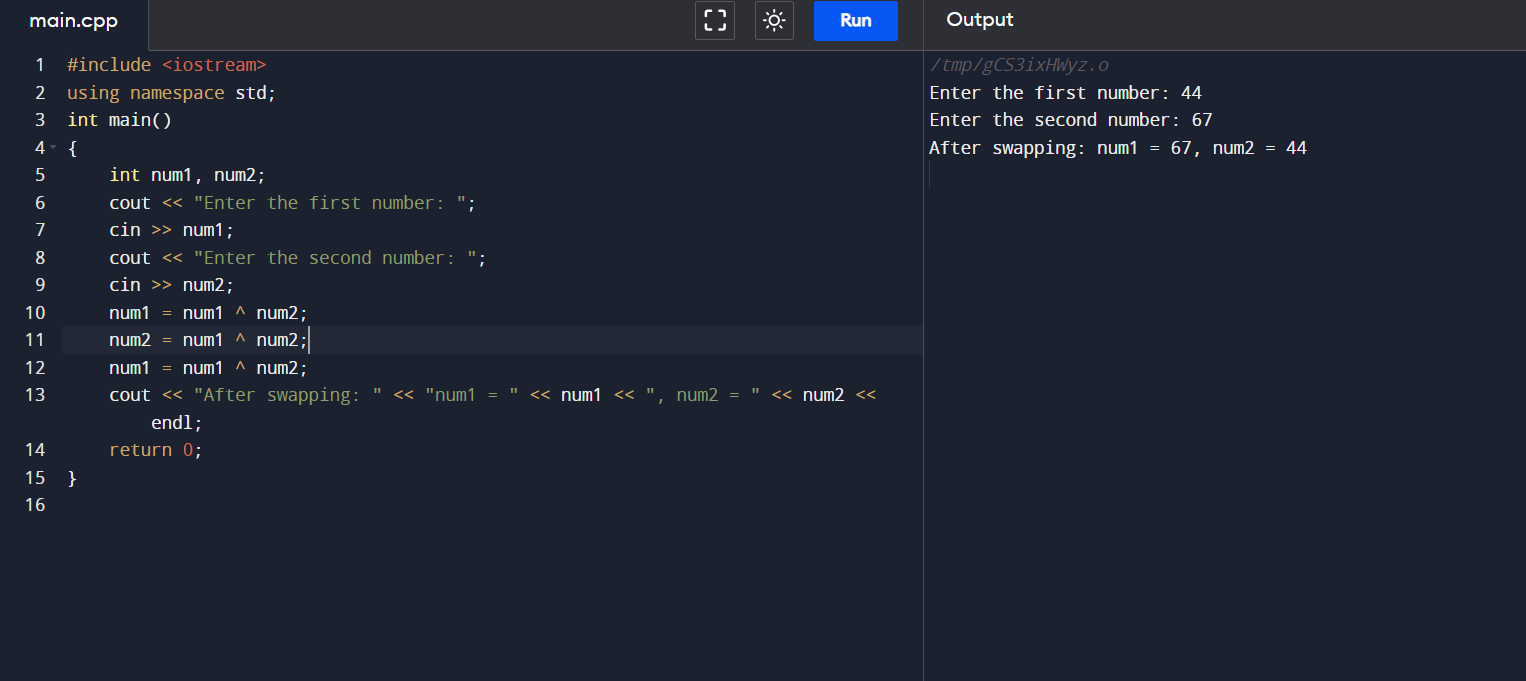 main.cpp
Run
Output
1 #include <iostream>
2 using namespace std;
3 int main()
4 {
5     int num1, num2;
6     cout << "Enter the first number: ";
7     cin >> num1;
8     cout << "Enter the second number: ";
9     cin >> num2;
10     num1 = num1 ^ num2;
11     num2 = num1 ^ num2;
12     num1 = num1 ^ num2;
13     cout << "After swapping: " << "num1 = " << num1 << ", num2 = " << num2 <<
        endl;
14     return 0;
15 }
16
/tmp/gCS3ixHWyz.o
Enter the first number: 44
Enter the second number: 67
After swapping: num1 = 67, num2 = 44